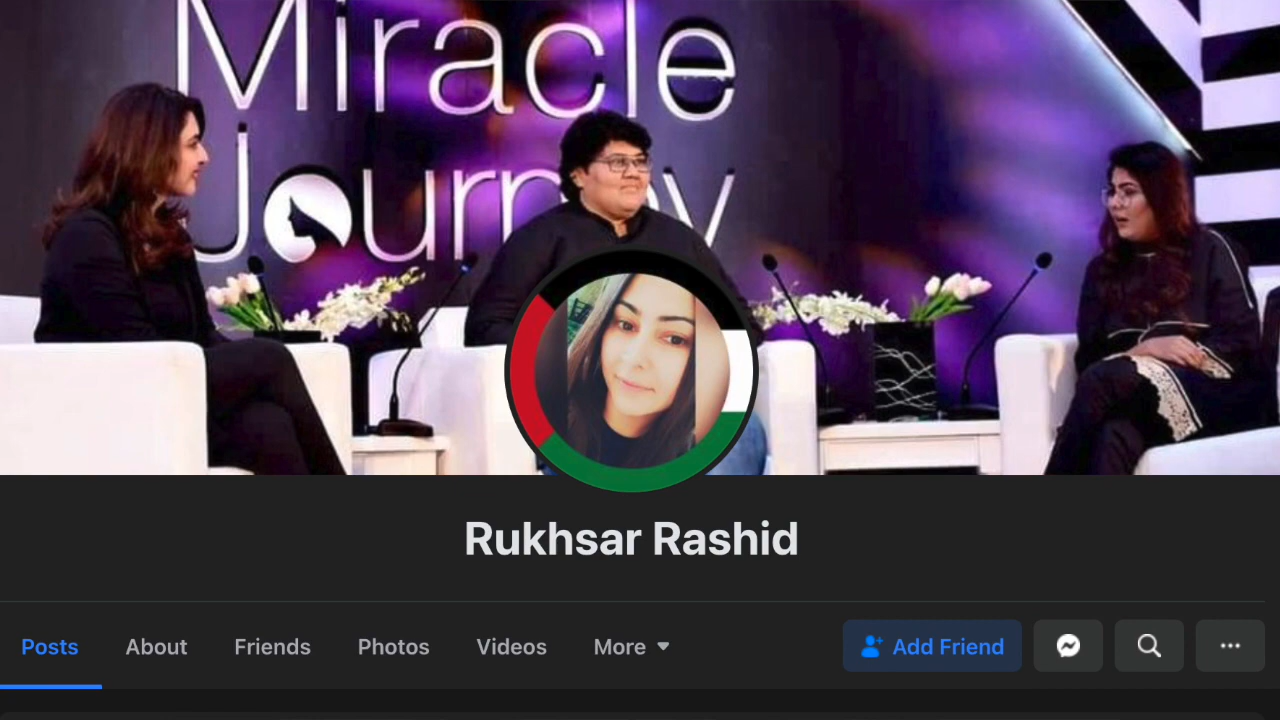 Miracle
Journey
Rukhsar Rashid
Posts
About
Friends
Photos
Videos
More
Add Friend